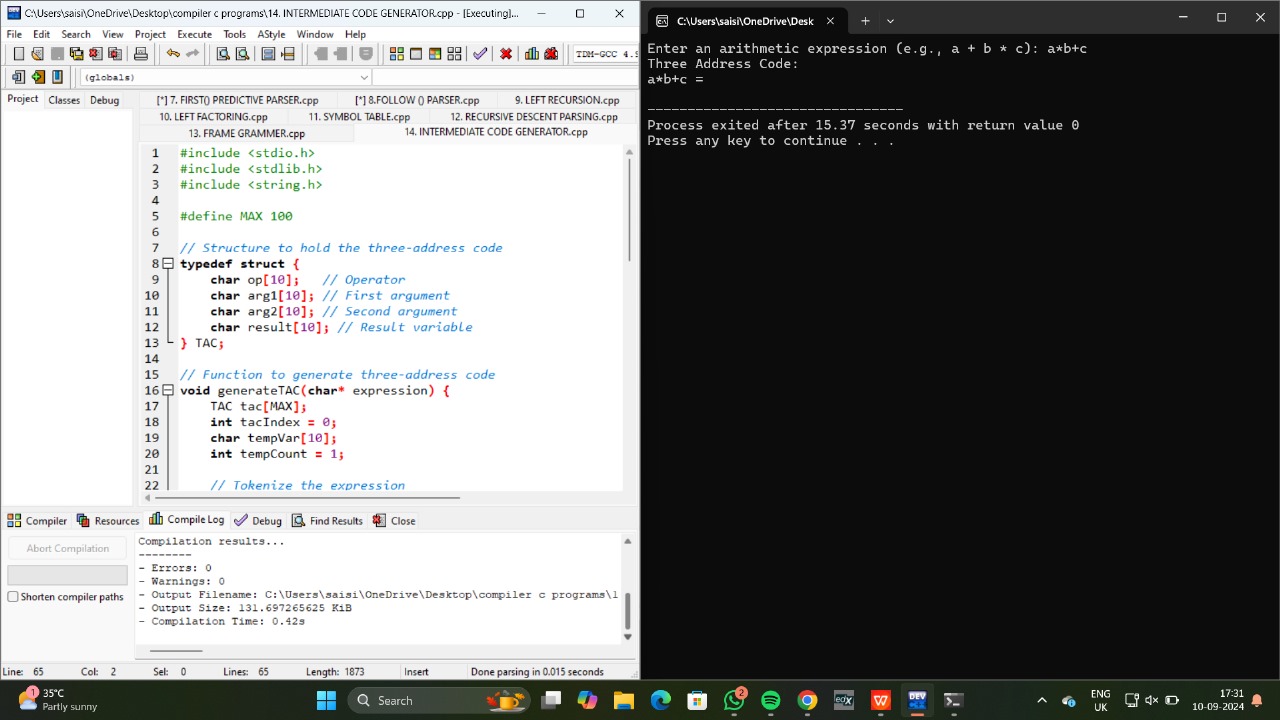 C:\Users\saisi\OneDrive\Desktop\compiler c programs\14. INTERMEDIATE CODE GENERATOR.cpp - [Executing]...
File Edit Search View Project Execute Tools AStyle Window Help
TDM-GCC 4.9
(globals)
Project Classes Debug
[*] 7. FIRST() PREDICTIVE PARSER.cpp [*] 8.FOLLOW () PARSER.cpp 9. LEFT RECURSION.cpp
10. LEFT FACTORING.cpp 11. SYMBOL TABLE.cpp 12. RECURSIVE DESCENT PARSING.cpp
13. FRAME GRAMMER.cpp 14. INTERMEDIATE CODE GENERATOR.cpp
1 #include <stdio.h>
2 #include <stdlib.h>
3 #include <string.h>
4
5 #define MAX 100
6
7 // Structure to hold the three-address code
8 typedef struct {
9 char op[10]; // Operator
10 char arg1[10]; // First argument
11 char arg2[10]; // Second argument
12 char result[10]; // Result variable
13 } TAC;
14
15 // Function to generate three-address code
16 void generateTAC(char* expression) {
17 TAC tac[MAX];
18 int tacIndex = 0;
19 char tempVar[10];
20 int tempCount = 1;
21
22 // Tokenize the expression
Compiler Resources Compile Log Debug Find Results Close
Abort Compilation
Shorten compiler paths
Compilation results...
--------
- Errors: 0
- Warnings: 0
- Output Filename: C:\Users\saisi\OneDrive\Desktop\compiler c programs\1
- Output Size: 131.697265625 KiB
- Compilation Time: 0.42s
Line: 65 Col: 2 Sel: 0 Lines: 65 Length: 1873 Insert Done parsing in 0.015 seconds
C:\Users\saisi\OneDrive\Desk
Enter an arithmetic expression (e.g., a + b * c): a*b+c
Three Address Code:
a*b+c =
--------------------------------
Process exited after 15.37 seconds with return value 0
Press any key to continue . . .
1
35°C
Partly sunny
Search
2
edX
W
DEV
ENG
UK
17:31
10-09-2024